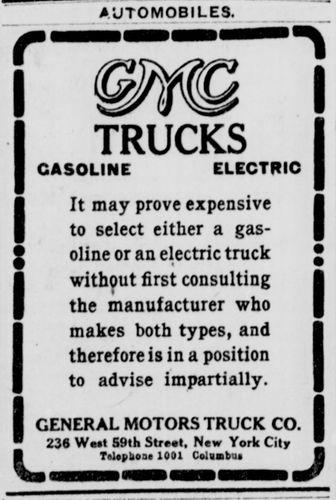 AUTOMOBILES.
GMC
TRUCKS
GASOLINE ELECTRIC
It may prove expensive
to select either a gas-
oline or an electric truck
without first consulting
the manufacturer who
makes both types, and
therefore is in a position
to advise impartially.
GENERAL MOTORS TRUCK CO.
236 West 59th Street, New York City
Telephone 1001 Columbus